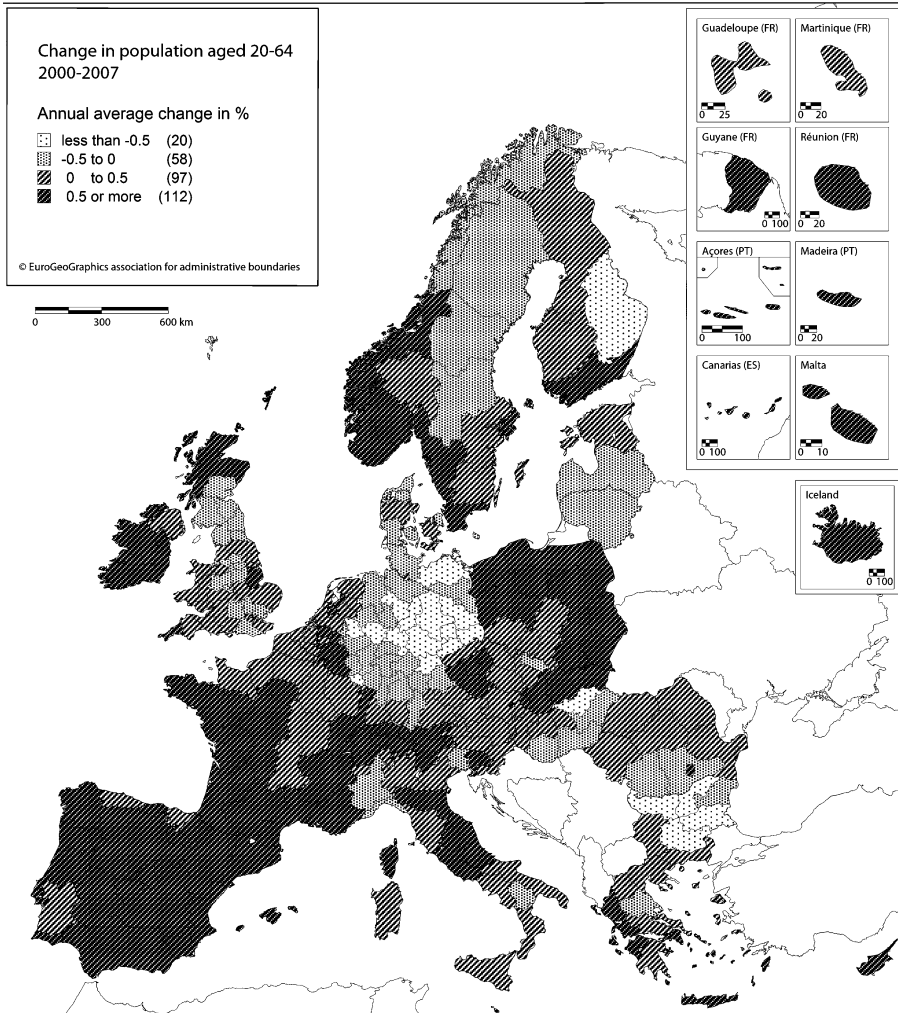 Change in population aged 20-64
2000-2007
Annual average change in %
less than -0.5 (20)
-0.5 to 0 (58)
0 to 0.5 (97)
0.5 or more (112)
© EuroGeoGraphics association for administrative boundaries
0 300 600 km
Guadeloupe (FR)
0 25
Martinique (FR)
0 20
Guyane (FR)
0 100
Réunion (FR)
0 20
Açores (PT)
0 100
Madeira (PT)
0 20
Canarias (ES)
0 100
Malta
0 10
Iceland
0 100